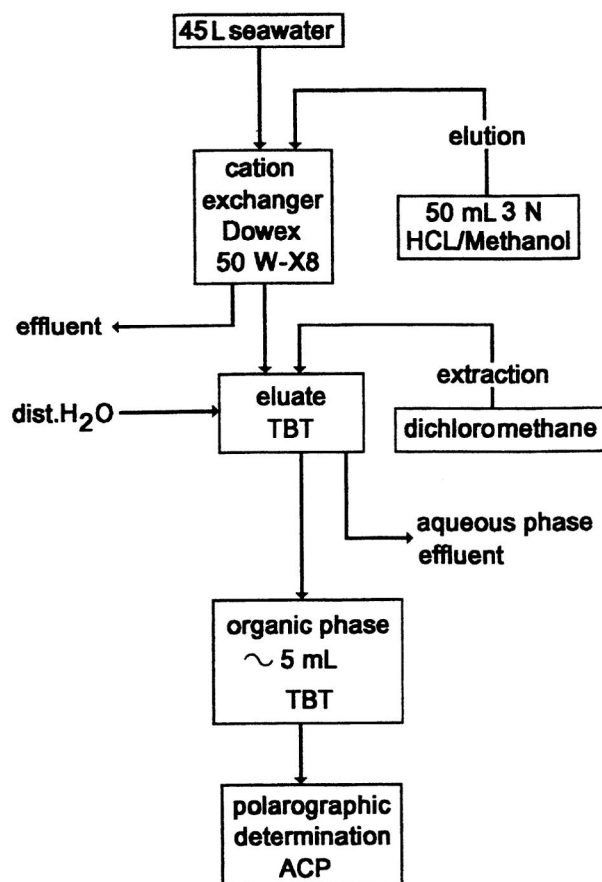 45 L seawater
elution
cation
exchanger
Dowex
50 W-X8
50 mL 3 N
HCL/Methanol
effluent
extraction
eluate
TBT
dist.H2O
dichloromethane
aqueous phase
effluent
organic phase
~ 5 mL
TBT
polarographic
determination
ACP